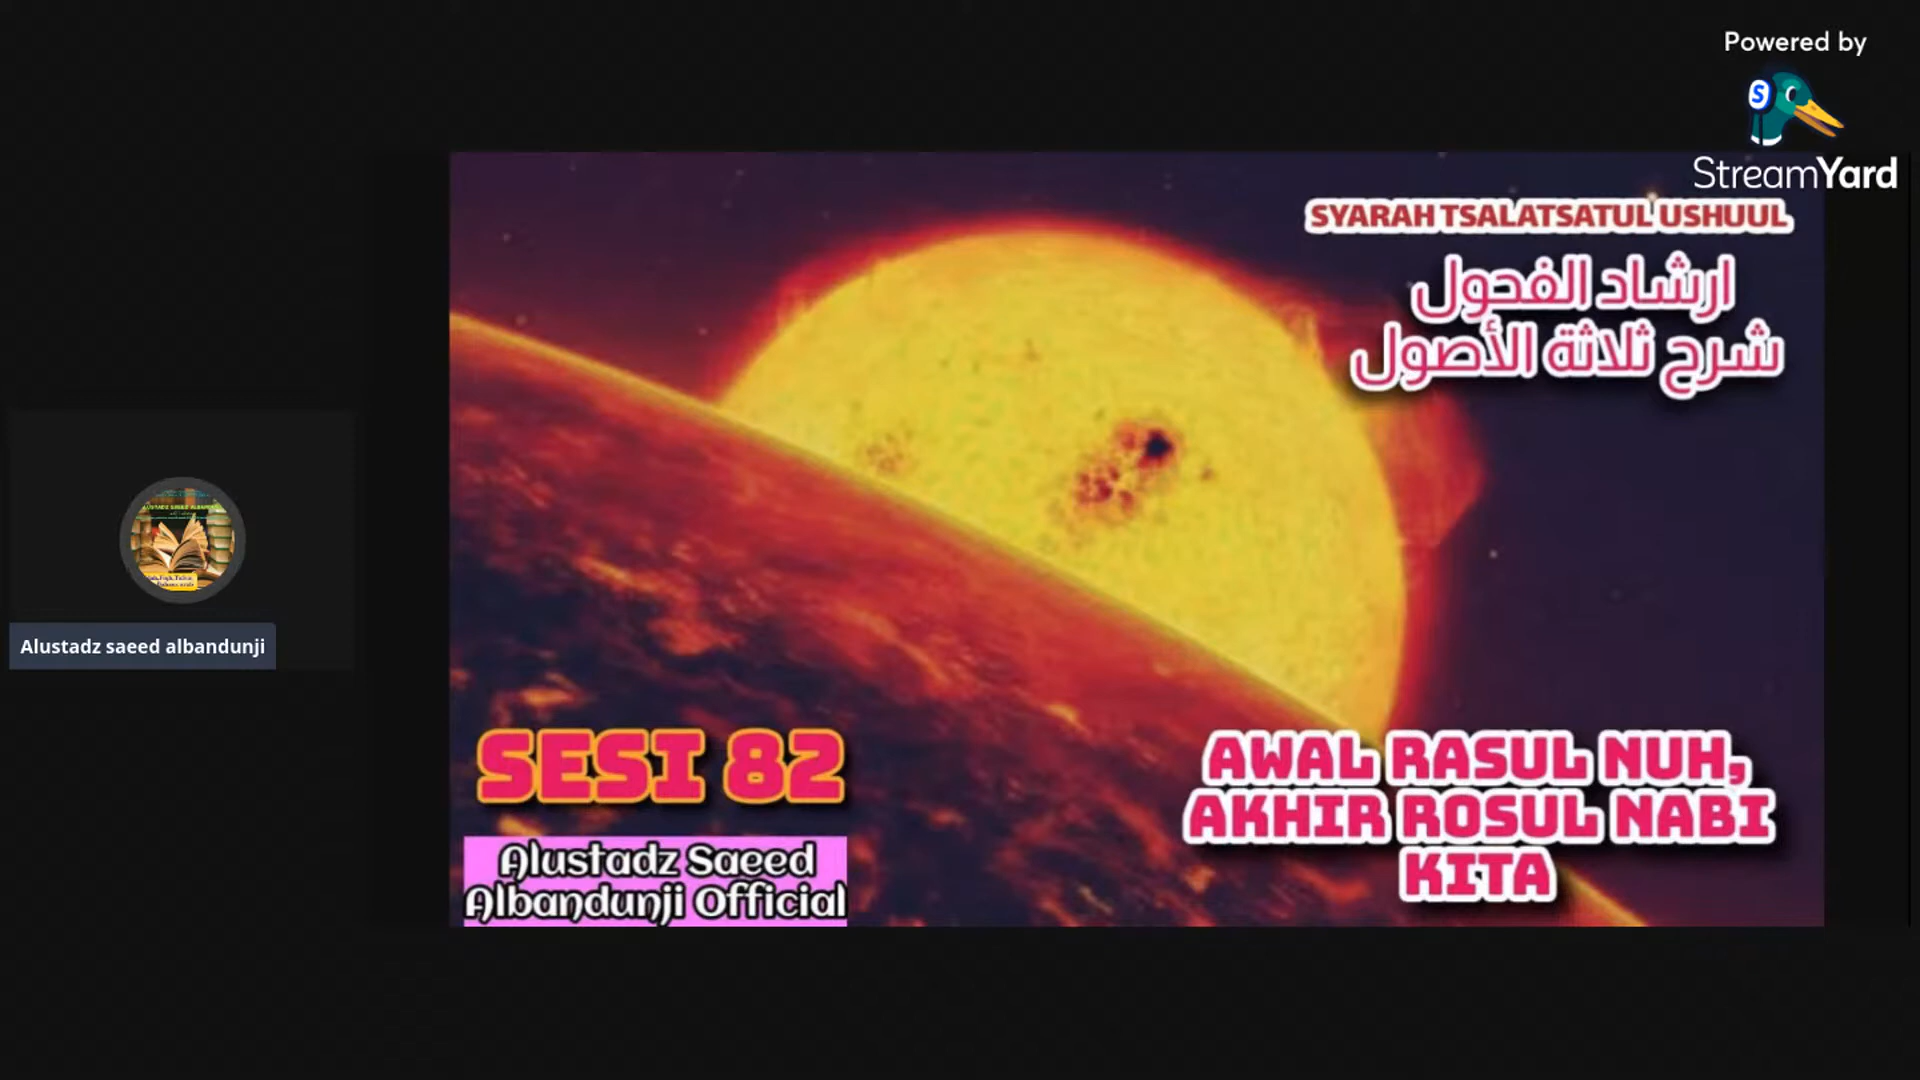 Powered by
StreamYard
SYARAH TSALATSATUL USHUUL
ارشاد الفحول
شرح ثلاثة الأصول
Alustadz saeed albandunji
SESI 82
Alustadz Saeed
Albandunji Official
AWAL RASUL NUH,
AKHIR ROSUL NABI
KITA